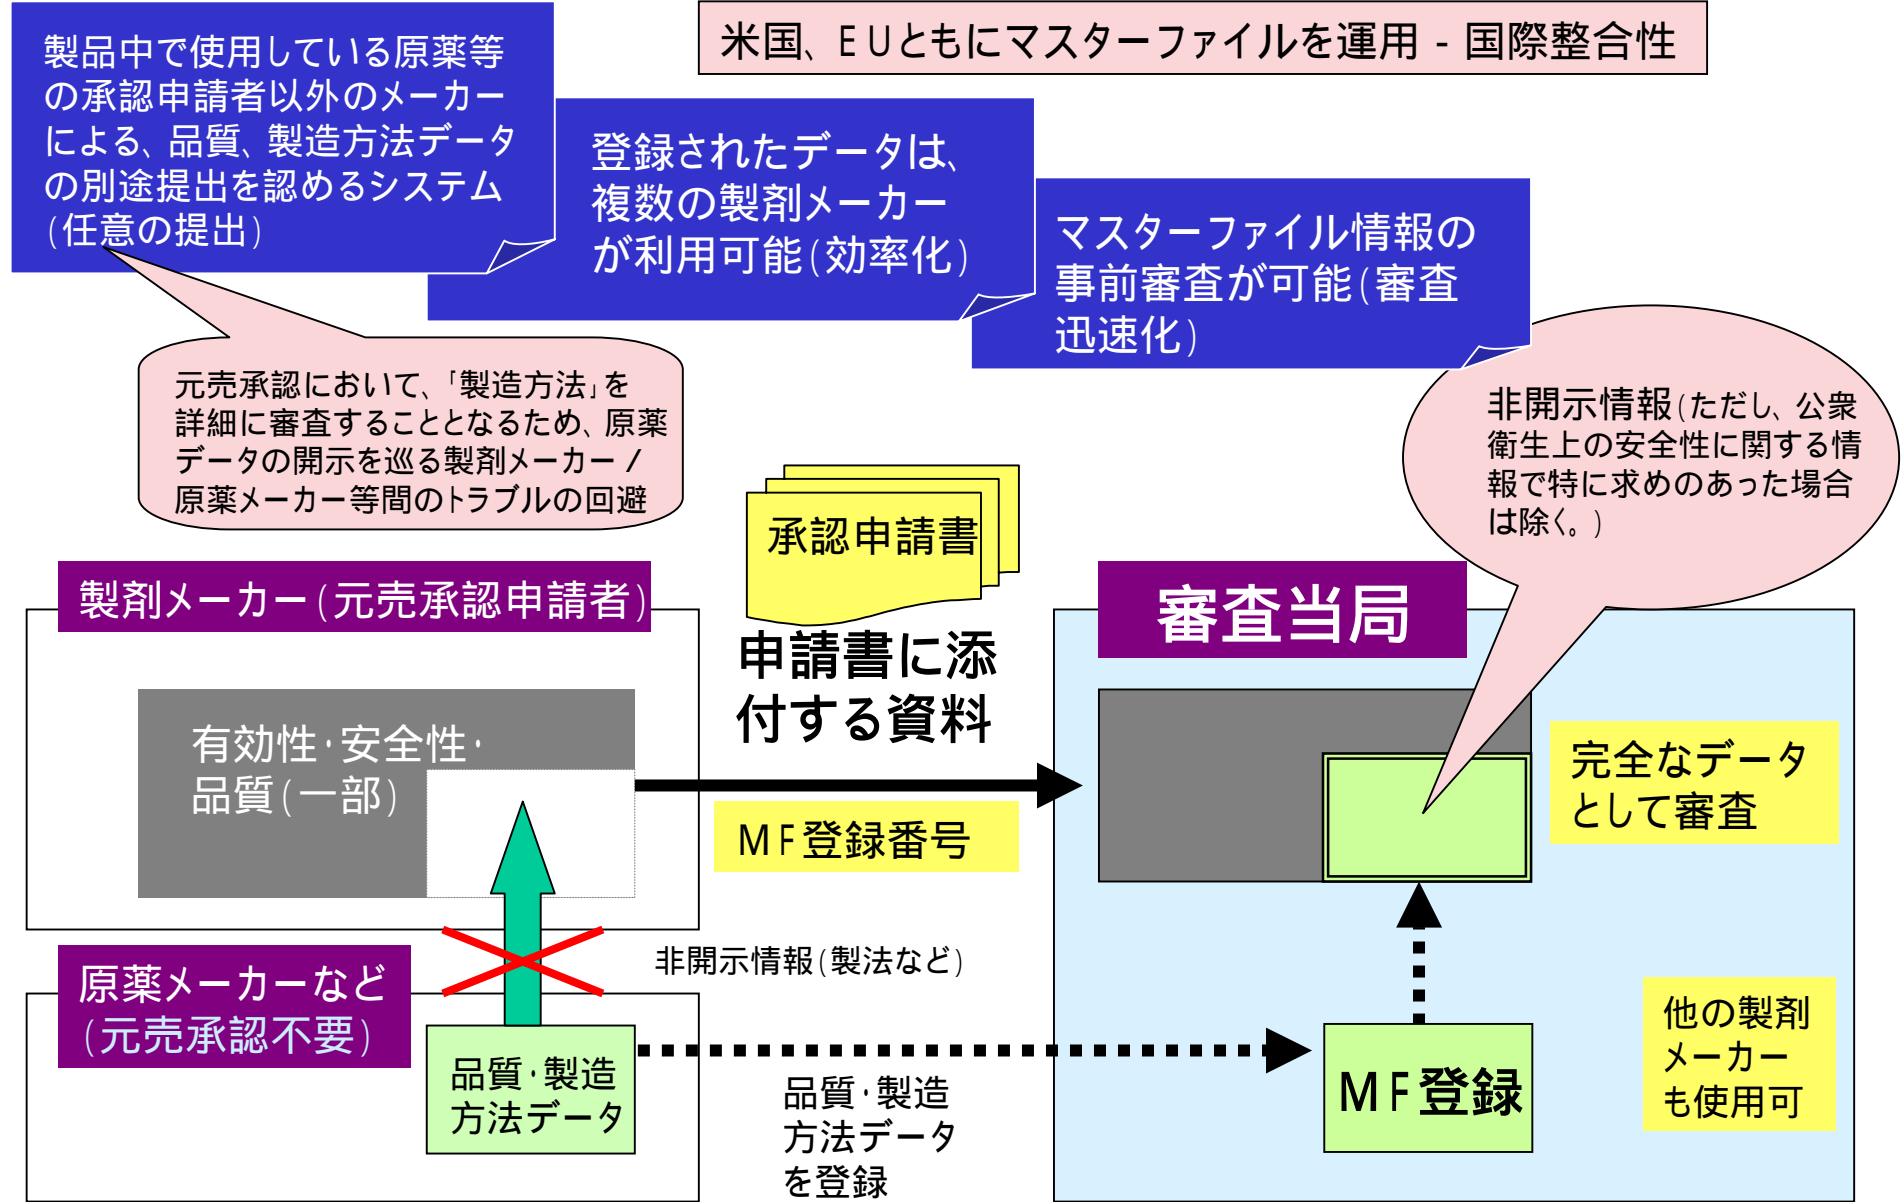 米国、EUともにマスターファイルを運用 - 国際整合性
製品中で使用している原薬等
の承認申請者以外のメーカー
による、品質、製造方法データ
の別途提出を認めるシステム
(任意の提出)
登録されたデータは、
複数の製剤メーカー
が利用可能(効率化)
マスターファイル情報の
事前審査が可能(審査
迅速化)
元売承認において、「製造方法」を
詳細に審査することとなるため、原薬
データの開示を巡る製剤メーカー/
原薬メーカー等間のトラブルの回避
非開示情報(ただし、公衆
衛生上の安全性に関する情
報で特に求めのあった場合
は除く。)
承認申請書
申請書に添
付する資料
製剤メーカー(元売承認申請者)
有効性・安全性・
品質(一部)
MF登録番号
審査当局
完全なデータ
として審査
非開示情報(製法など)
原薬メーカーなど
(元売承認不要)
品質・製造
方法データ
品質・製造
方法データ
を登録
MF登録
他の製剤
メーカー
も使用可